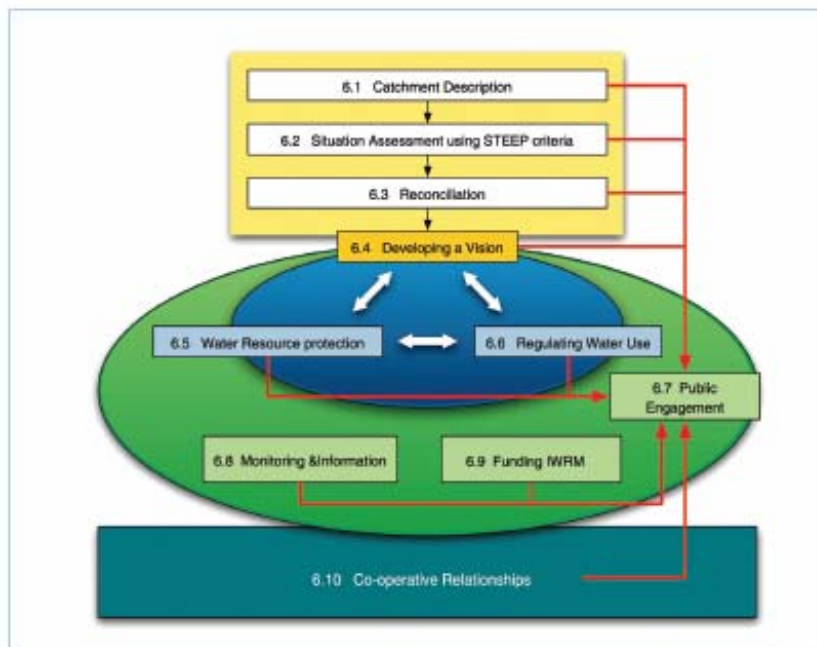 6.1 Catchment Description
6.2 Situation Assessment using STEEP criteria
6.3 Reconciliation
6.4 Developing a Vision
6.5 Water Resource protection
6.6 Regulating Water Use
6.7 Public
Engagement
6.8 Monitoring &Information
6.9 Funding IWRM
6.10 Co-operative Relationships